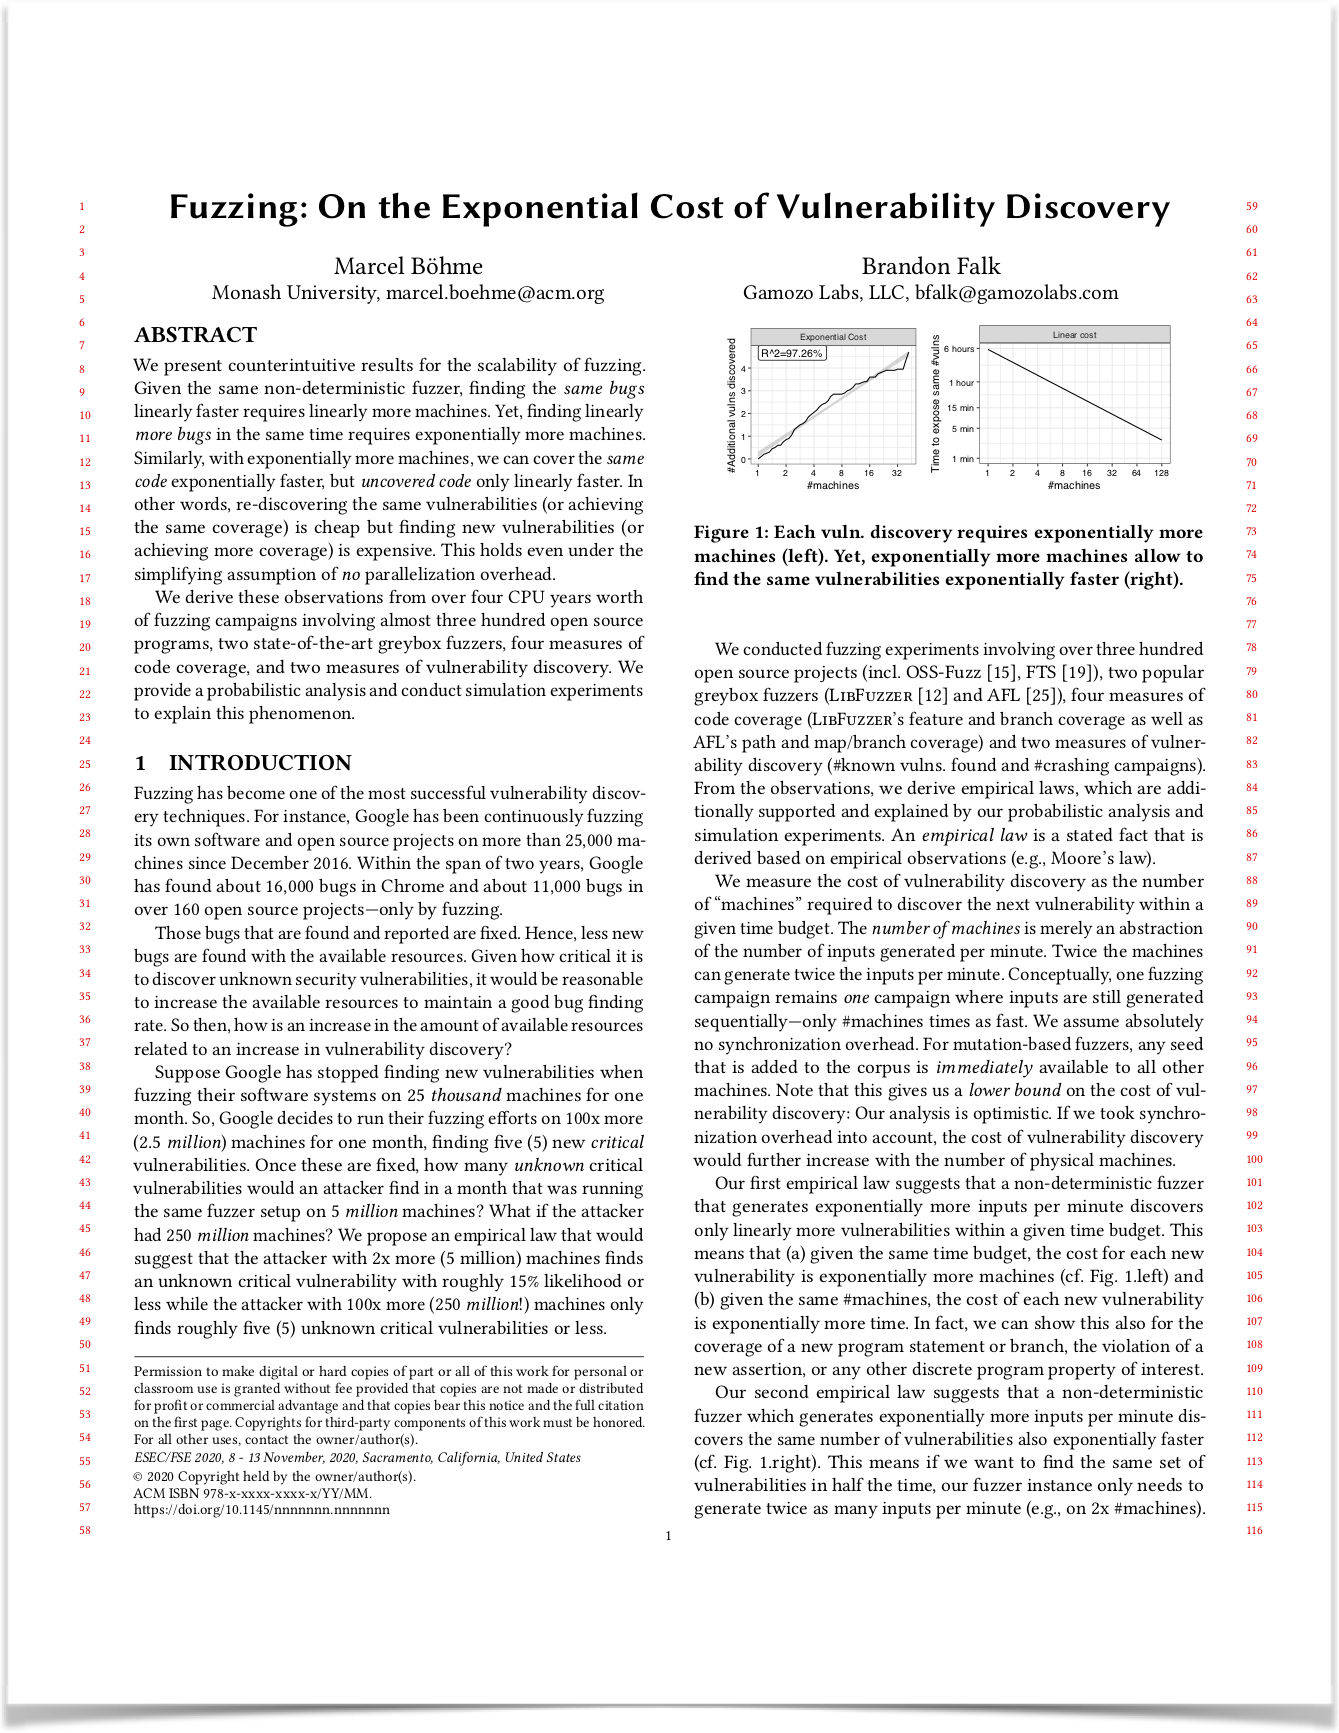 Fuzzing: On the Exponential Cost of Vulnerability Discovery
Marcel Böhme
Monash University, marcel.boehme@acm.org
Brandon Falk
Gamozo Labs, LLC, bfalk@gamozolabs.com
1
2
3
4
5
6
7
8
9
10
11
12
13
14
15
16
17
18
19
20
21
22
23
24
25
26
27
28
29
30
31
32
33
34
35
36
37
38
39
40
41
42
43
44
45
46
47
48
49
50
51
52
53
54
55
56
57
58
ABSTRACT
We present counterintuitive results for the scalability of fuzzing.
Given the same non-deterministic fuzzer, finding the same bugs
linearly faster requires linearly more machines. Yet, finding linearly
more bugs in the same time requires exponentially more machines.
Similarly, with exponentially more machines, we can cover the same
code exponentially faster, but uncovered code only linearly faster. In
other words, re-discovering the same vulnerabilities (or achieving
the same coverage) is cheap but finding new vulnerabilities (or
achieving more coverage) is expensive. This holds even under the
simplifying assumption of no parallelization overhead.
We derive these observations from over four CPU years worth
of fuzzing campaigns involving almost three hundred open source
programs, two state-of-the-art greybox fuzzers, four measures of
code coverage, and two measures of vulnerability discovery. We
provide a probabilistic analysis and conduct simulation experiments
to explain this phenomenon.
1 INTRODUCTION
Fuzzing has become one of the most successful vulnerability discov-
ery techniques. For instance, Google has been continuously fuzzing
its own software and open source projects on more than 25,000 ma-
chines since December 2016. Within the span of two years, Google
has found about 16,000 bugs in Chrome and about 11,000 bugs in
over 160 open source projects—only by fuzzing.
Those bugs that are found and reported are fixed. Hence, less new
bugs are found with the available resources. Given how critical it is
to discover unknown security vulnerabilities, it would be reasonable
to increase the available resources to maintain a good bug finding
rate. So then, how is an increase in the amount of available resources
related to an increase in vulnerability discovery?
Suppose Google has stopped finding new vulnerabilities when
fuzzing their software systems on 25 thousand machines for one
month. So, Google decides to run their fuzzing efforts on 100x more
(2.5 million) machines for one month, finding five (5) new critical
vulnerabilities. Once these are fixed, how many unknown critical
vulnerabilities would an attacker find in a month that was running
the same fuzzer setup on 5 million machines? What if the attacker
had 250 million machines? We propose an empirical law that would
suggest that the attacker with 2x more (5 million) machines finds
an unknown critical vulnerability with roughly 15% likelihood or
less while the attacker with 100x more (250 million!) machines only
finds roughly five (5) unknown critical vulnerabilities or less.
Permission to make digital or hard copies of part or all of this work for personal or
classroom use is granted without fee provided that copies are not made or distributed
for profit or commercial advantage and that copies bear this notice and the full citation
on the first page. Copyrights for third-party components of this work must be honored.
For all other uses, contact the owner/author(s).
ESEC/FSE 2020, 8 - 13 November, 2020, Sacramento, California, United States
© 2020 Copyright held by the owner/author(s).
ACM ISBN 978-x-xxxx-xxxx-x/YY/MM.
https://doi.org/10.1145/nnnnnnn.nnnnnnn
Exponential Cost
R^2=97.26%
#Additional vulns discovered
4
3
2
1
0
1 2 4 8 16 32
#machines
Linear cost
Time to expose same #vulns
6 hours
1 hour
15 min
5 min
1 min
1 2 4 8 16 32 64 128
#machines
Figure 1: Each vuln. discovery requires exponentially more
machines (left). Yet, exponentially more machines allow to
find the same vulnerabilities exponentially faster (right).
We conducted fuzzing experiments involving over three hundred
open source projects (incl. OSS-Fuzz [15], FTS [19]), two popular
greybox fuzzers (LibFuzzer [12] and AFL [25]), four measures of
code coverage (LibFuzzer's feature and branch coverage as well as
AFL's path and map/branch coverage) and two measures of vulner-
ability discovery (#known vulns. found and #crashing campaigns).
From the observations, we derive empirical laws, which are addi-
tionally supported and explained by our probabilistic analysis and
simulation experiments. An empirical law is a stated fact that is
derived based on empirical observations (e.g., Moore's law).
We measure the cost of vulnerability discovery as the number
of “machines” required to discover the next vulnerability within a
given time budget. The number of machines is merely an abstraction
of the number of inputs generated per minute. Twice the machines
can generate twice the inputs per minute. Conceptually, one fuzzing
campaign remains one campaign where inputs are still generated
sequentially—only #machines times as fast. We assume absolutely
no synchronization overhead. For mutation-based fuzzers, any seed
that is added to the corpus is immediately available to all other
machines. Note that this gives us a lower bound on the cost of vul-
nerability discovery: Our analysis is optimistic. If we took synchro-
nization overhead into account, the cost of vulnerability discovery
would further increase with the number of physical machines.
Our first empirical law suggests that a non-deterministic fuzzer
that generates exponentially more inputs per minute discovers
only linearly more vulnerabilities within a given time budget. This
means that (a) given the same time budget, the cost for each new
vulnerability is exponentially more machines (cf. Fig. 1.left) and
(b) given the same #machines, the cost of each new vulnerability
is exponentially more time. In fact, we can show this also for the
coverage of a new program statement or branch, the violation of a
new assertion, or any other discrete program property of interest.
Our second empirical law suggests that a non-deterministic
fuzzer which generates exponentially more inputs per minute dis-
covers the same number of vulnerabilities also exponentially faster
(cf. Fig. 1.right). This means if we want to find the same set of
vulnerabilities in half the time, our fuzzer instance only needs to
generate twice as many inputs per minute (e.g., on 2x #machines).
59
60
61
62
63
64
65
66
67
68
69
70
71
72
73
74
75
76
77
78
79
80
81
82
83
84
85
86
87
88
89
90
91
92
93
94
95
96
97
98
99
100
101
102
103
104
105
106
107
108
109
110
111
112
113
114
115
116
1